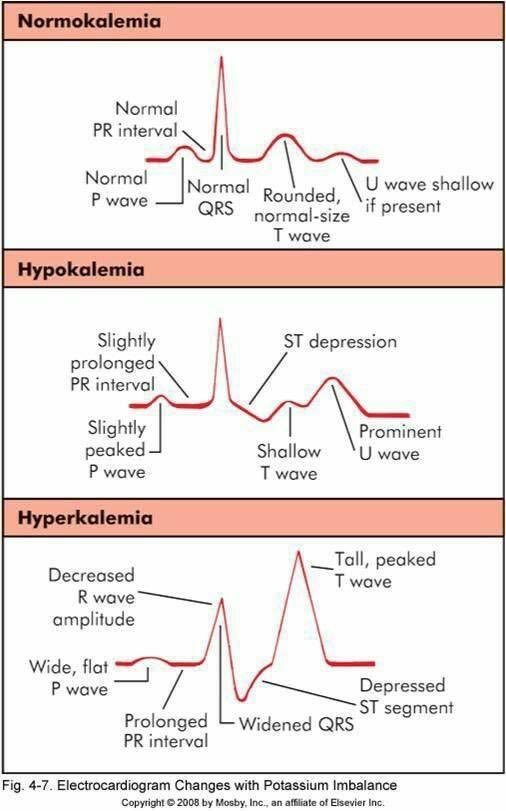 Normokalemia
Normal
PR interval
Normal
P wave
Normal
QRS
Rounded,
normal-size
T wave
U wave shallow
if present
Hypokalemia
Slightly
prolonged
PR interval
ST depression
Slightly
peaked
P wave
Shallow
T wave
Prominent
U wave
Hyperkalemia
Decreased
R wave
amplitude
Tall, peaked
T wave
Wide, flat
P wave
Prolonged
PR interval
Widened QRS
Depressed
ST segment
Fig. 4-7. Electrocardiogram Changes with Potassium Imbalance
Copyright © 2008 by Mosby, Inc., an affiliate of Elsevier Inc.